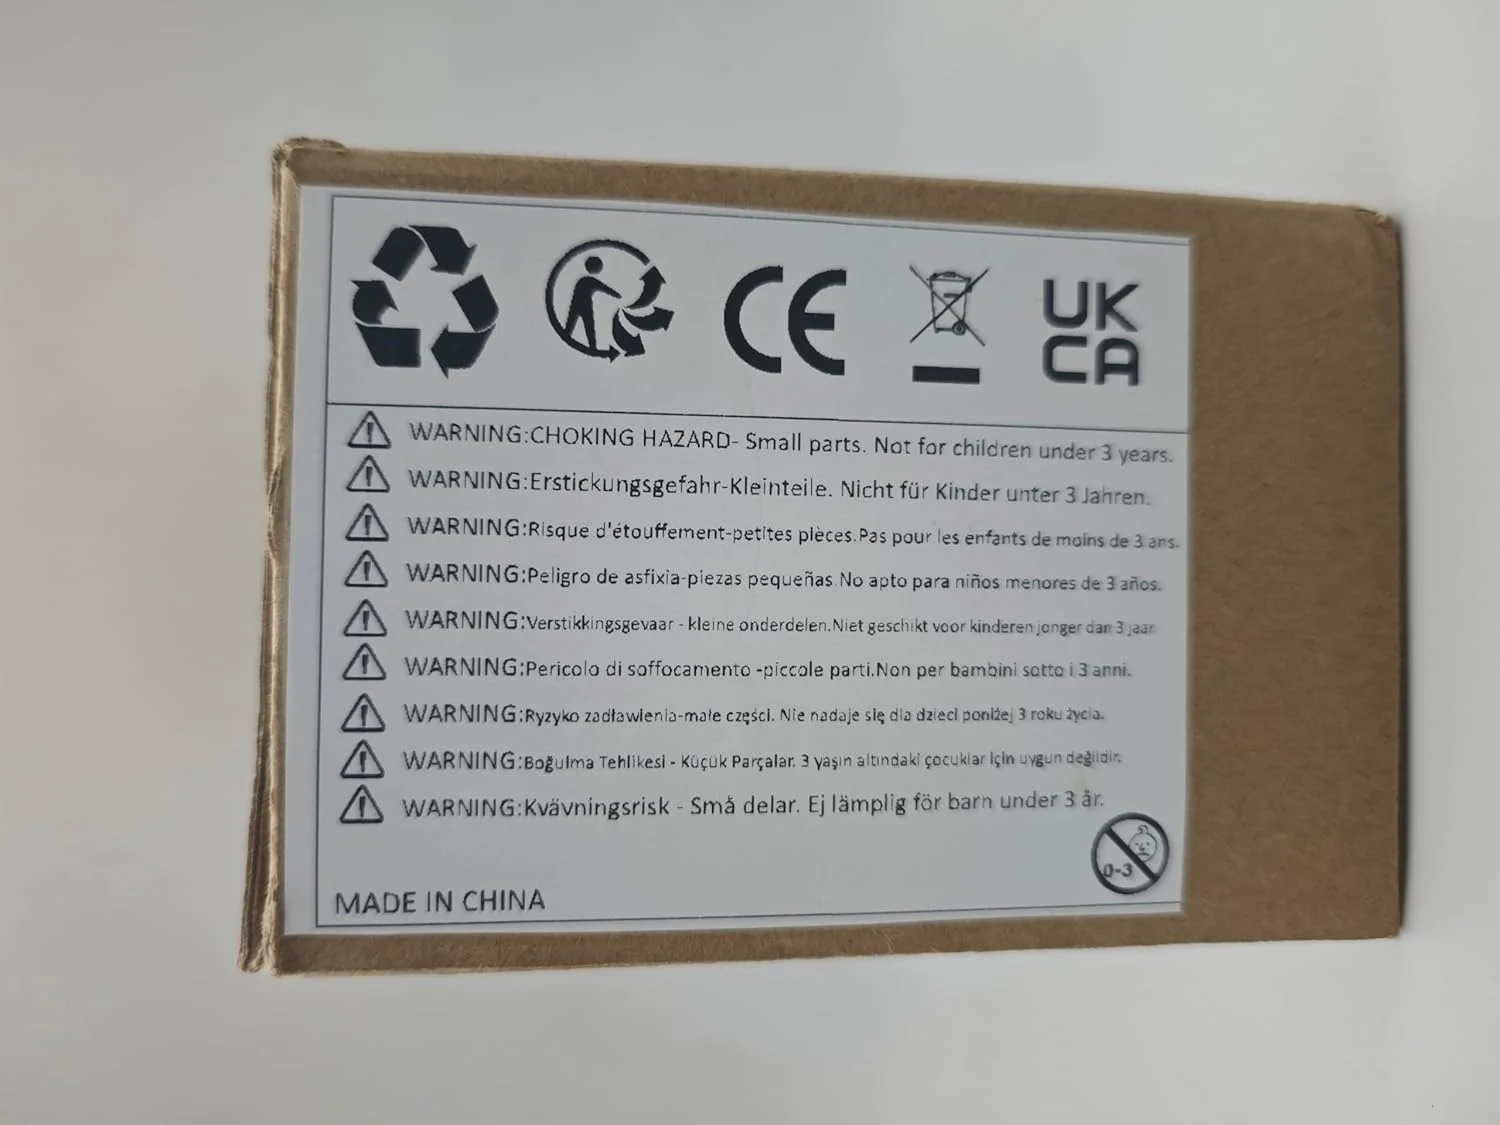 CE
UK
CA
WARNING:CHOKING HAZARD- Small parts. Not for children under 3 years.
WARNING:Erstickungsgefahr-Kleinteile. Nicht für Kinder unter 3 Jahren.
WARNING:Risque d'étouffement-petites pièces.Pas pour les enfants de moins de 3 ans.
WARNING:Peligro de asfixia-piezas pequeñas.No apto para niños menores de 3 años.
WARNING:Verstikkingsgevaar - kleine onderdelen.Niet geschikt voor kinderen jonger dan 3 jaar.
WARNING:Pericolo di soffocamento -piccole parti.Non per bambini sotto i 3 anni.
WARNING:Ryzyko zadławienia-małe części. Nie nadaje się dla dzieci poniżej 3 roku życia.
WARNING:Boğulma Tehlikesi - Küçük Parçalar. 3 yaşın altındaki çocuklar için uygun değildir.
WARNING:Kvävningsrisk - Små delar. Ej lämplig för barn under 3 år.
0-3
MADE IN CHINA